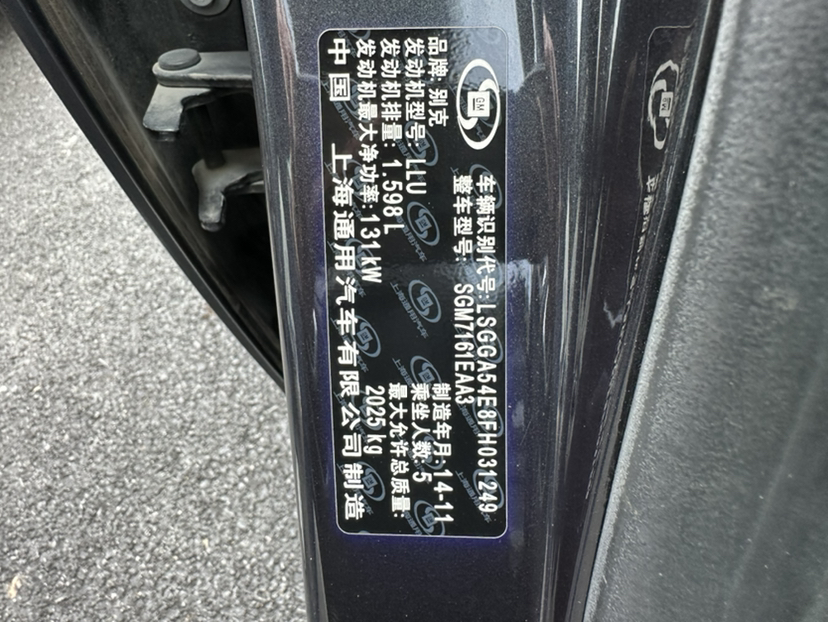 GM
车辆识别代号:LSGGA54E8FH031249
整车型号: SGM7161EAA3
品牌:别克 制造年月:14-11
发动机型号:LLU 乘坐人数:5
发动机排量:1.598L 最大允许总质量:
发动机最大净功率:131kW 2025kg
中国 上海通用汽车有限公司制造